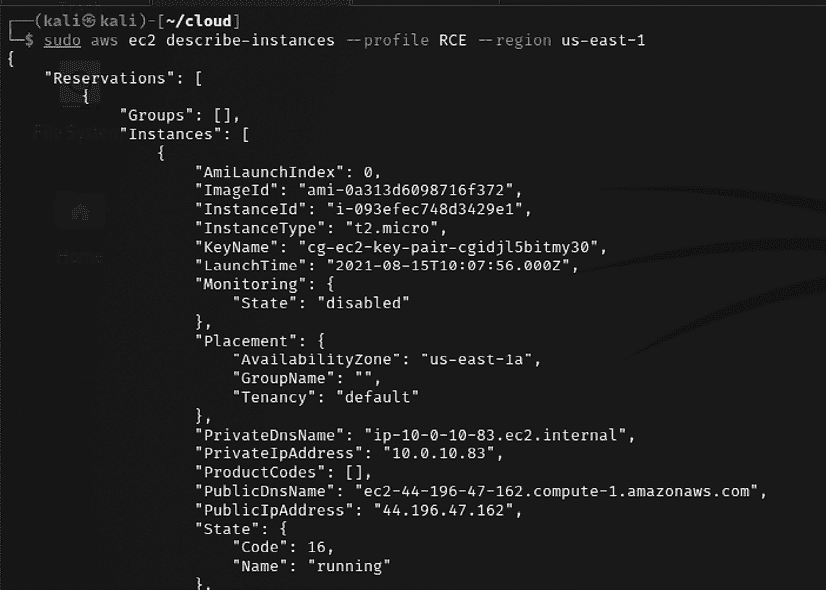 ┌──(kali㉿kali)-[~/cloud]
└─$ sudo aws ec2 describe-instances --profile RCE --region us-east-1
{
    "Reservations": [
        {
            "Groups": [],
            "Instances": [
                {
                    "AmiLaunchIndex": 0,
                    "ImageId": "ami-0a313d6098716f372",
                    "InstanceId": "i-093efec748d3429e1",
                    "InstanceType": "t2.micro",
                    "KeyName": "cg-ec2-key-pair-cgidjl5bitmy30",
                    "LaunchTime": "2021-08-15T10:07:56.000Z",
                    "Monitoring": {
                        "State": "disabled"
                    },
                    "Placement": {
                        "AvailabilityZone": "us-east-1a",
                        "GroupName": "",
                        "Tenancy": "default"
                    },
                    "PrivateDnsName": "ip-10-0-10-83.ec2.internal",
                    "PrivateIpAddress": "10.0.10.83",
                    "ProductCodes": [],
                    "PublicDnsName": "ec2-44-196-47-162.compute-1.amazonaws.com",
                    "PublicIpAddress": "44.196.47.162",
                    "State": {
                        "Code": 16,
                        "Name": "running"
                    },
Home